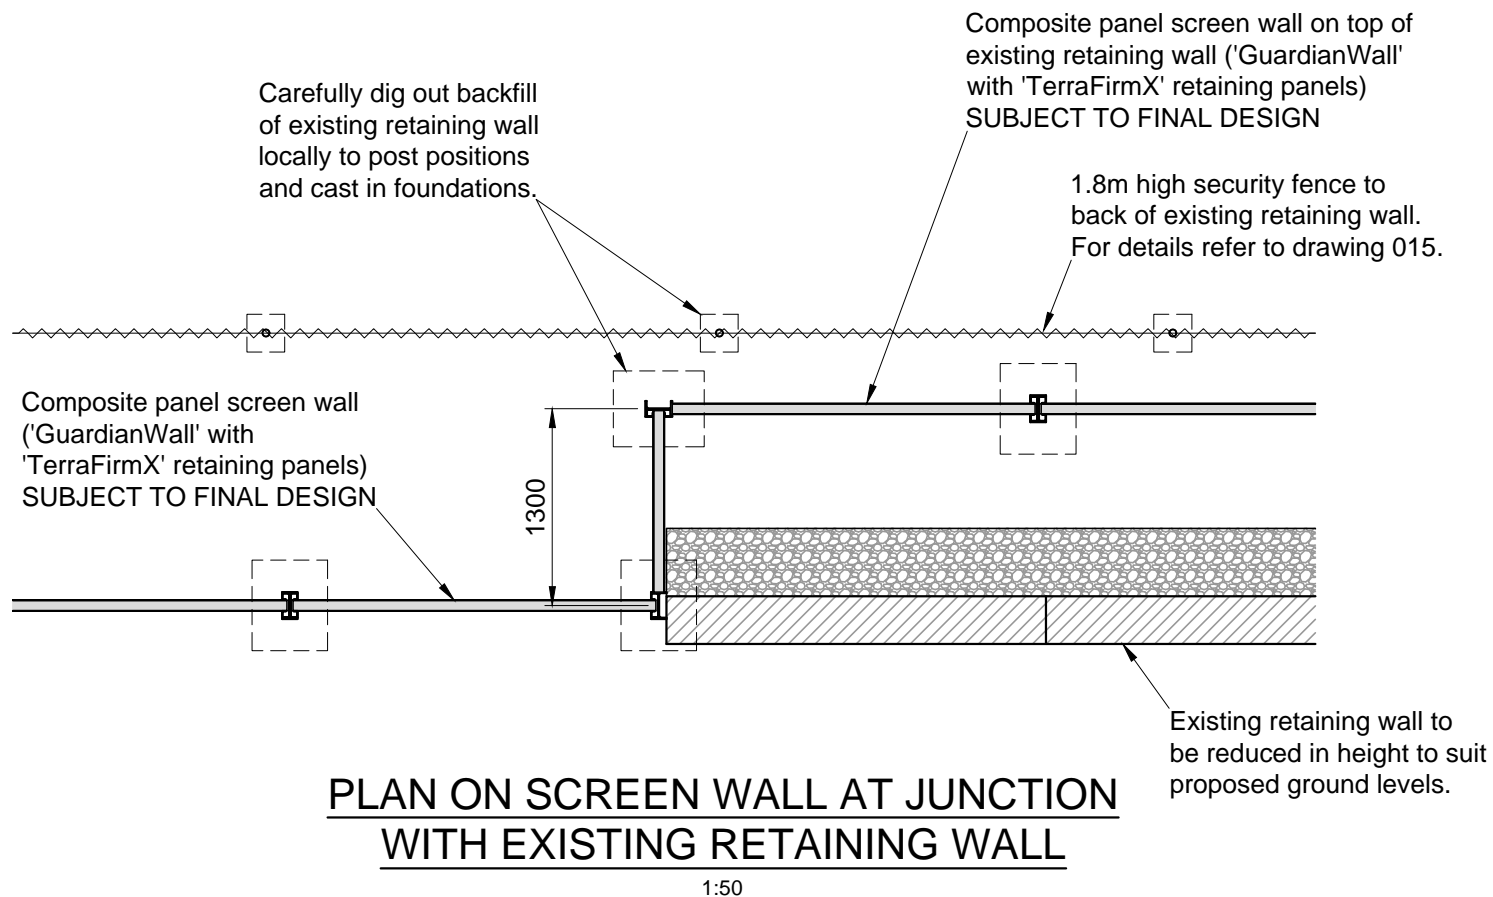 Composite panel screen wall on top of
existing retaining wall ('GuardianWall'
with 'TerraFirmX' retaining panels)
SUBJECT TO FINAL DESIGN
Carefully dig out backfill
of existing retaining wall
locally to post positions
and cast in foundations.
1.8m high security fence to
back of existing retaining wall.
For details refer to drawing 015.
Composite panel screen wall
('GuardianWall' with
'TerraFirmX' retaining panels)
SUBJECT TO FINAL DESIGN
1300
Existing retaining wall to
be reduced in height to suit
proposed ground levels.
PLAN ON SCREEN WALL AT JUNCTION
WITH EXISTING RETAINING WALL
1:50